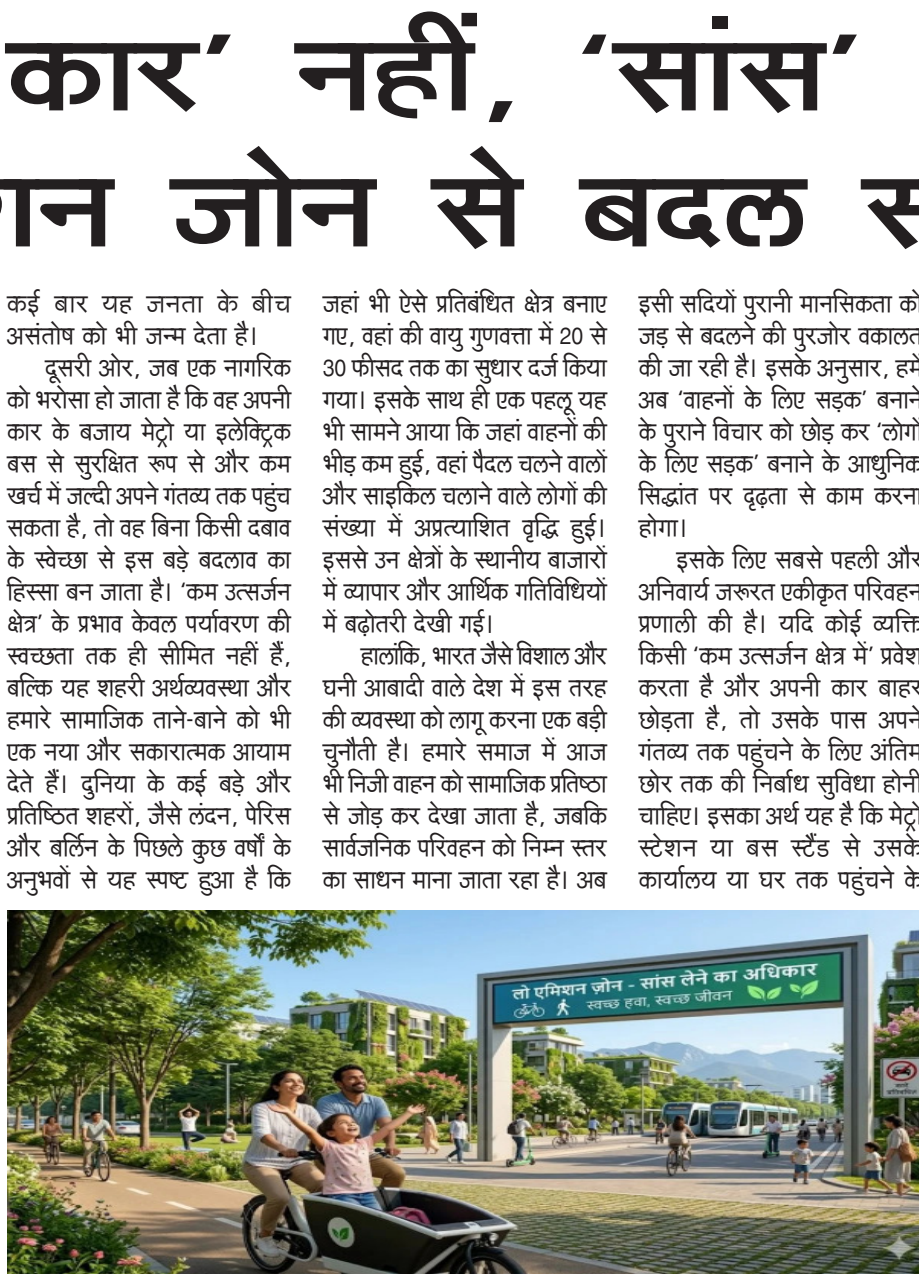 कार’ नहीं, ‘सांस’
जोन से बदल
कई बार यह जनता के बीच
असंतोष को भी जन्म देता है।
दूसरी ओर, जब एक नागरिक
को भरोसा हो जाता है कि वह अपनी
कार के बजाय मेट्रो या इलेक्ट्रिक
बस से सुरक्षित रूप से और कम
खर्च में जल्दी अपने गंतव्य तक पहुंच
सकता है, तो वह बिना किसी दबाव
के स्वेच्छा से इस बड़े बदलाव का
हिस्सा बन जाता है। ‘कम उत्सर्जन
क्षेत्र’ के प्रभाव केवल पर्यावरण की
स्वच्छता तक ही सीमित नहीं हैं,
बल्कि यह शहरी अर्थव्यवस्था और
हमारे सामाजिक ताने-बाने को भी
एक नया और सकारात्मक आयाम
देते हैं। दुनिया के कई बड़े और
प्रतिष्ठित शहरों, जैसे लंदन, पेरिस
और बर्लिन के पिछले कुछ वर्षों के
अनुभवों से यह स्पष्ट हुआ है कि
जहां भी ऐसे प्रतिबंधित क्षेत्र बनाए
गए, वहां की वायु गुणवत्ता में 20 से
30 फीसद तक का सुधार दर्ज किया
गया। इसके साथ ही एक पहलू यह
भी सामने आया कि जहां वाहनों की
भीड़ कम हुई, वहां पैदल चलने वालों
और साइकिल चलाने वाले लोगों की
संख्या में अप्रत्याशित वृद्धि हुई।
इससे उन क्षेत्रों के स्थानीय बाजारों
में व्यापार और आर्थिक गतिविधियों
में बढ़ोतरी देखी गई।
हालांकि, भारत जैसे विशाल और
घनी आबादी वाले देश में इस तरह
की व्यवस्था को लागू करना एक बड़ी
चुनौती है। हमारे समाज में आज
भी निजी वाहन को सामाजिक प्रतिष्ठा
से जोड़ कर देखा जाता है, जबकि
सार्वजनिक परिवहन को निम्न स्तर
का साधन माना जाता रहा है। अब
इसी सदियों पुरानी मानसिकता को
जड़ से बदलने की पुरजोर वकालत
की जा रही है। इसके अनुसार, हमें
अब ‘वाहनों के लिए सड़क’ बनाने
के पुराने विचार को छोड़ कर ‘लोगों
के लिए सड़क’ बनाने के आधुनिक
सिद्धांत पर दृढ़ता से काम करना
होगा।
इसके लिए सबसे पहली और
अनिवार्य जरूरत एकीकृत परिवहन
प्रणाली की है। यदि कोई व्यक्ति
किसी ‘कम उत्सर्जन क्षेत्र में’ प्रवेश
करता है और अपनी कार बाहर
छोड़ता है, तो उसके पास अपने
गंतव्य तक पहुंचने के लिए अंतिम
छोर तक की निर्बाध सुविधा होनी
चाहिए। इसका अर्थ यह है कि मेट्रो
स्टेशन या बस स्टैंड से उसके
कार्यालय या घर तक पहुंचने के
लो एमिशन ज़ोन - सांस लेने का अधिकार
स्वच्छ हवा, स्वच्छ जीवन